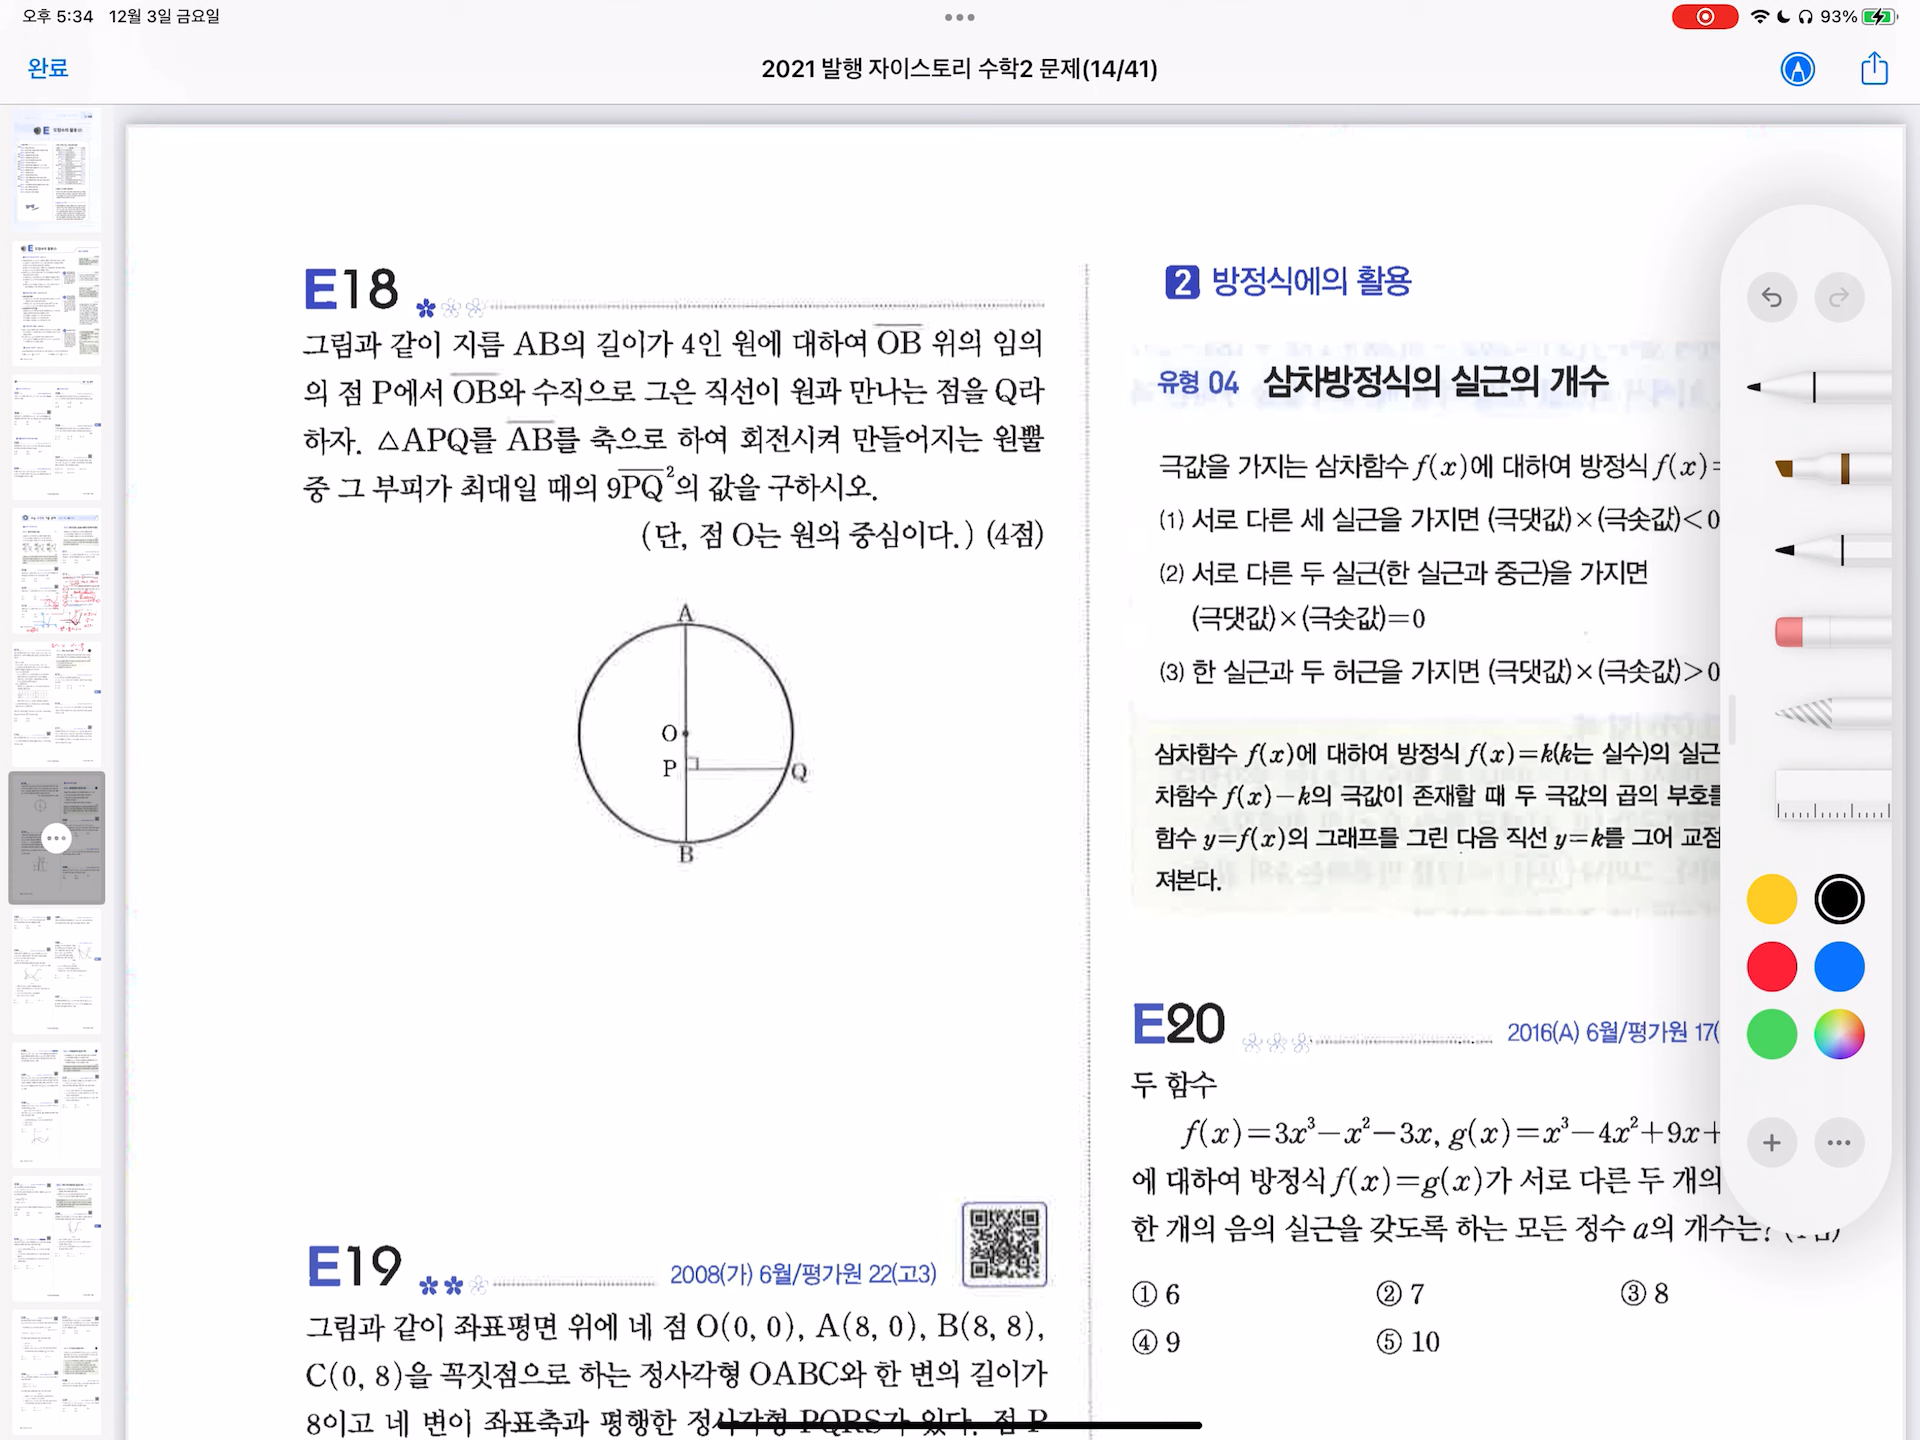 오후 5:34 12월 3일 금요일
93%
완료
2021 발행 자이스토리 수학2 문제(14/41)
E18
그림과 같이 지름 AB의 길이가 4인 원에 대하여 OB 위의 임의
의 점 P에서 OB와 수직으로 그은 직선이 원과 만나는 점을 Q라
하자. △APQ를 AB를 축으로 하여 회전시켜 만들어지는 원뿔
중 그 부피가 최대일 때의 9PQ²의 값을 구하시오.
(단, 점 O는 원의 중심이다.) (4점)
A
O
P
Q
B
E19
2008(가) 6월/평가원 22(고3)
그림과 같이 좌표평면 위에 네 점 O(0, 0), A(8, 0), B(8, 8),
C(0, 8)을 꼭짓점으로 하는 정사각형 OABC와 한 변의 길이가
8이고 네 변이 좌표축과 평행한 정사각형 PQRS가 있다. 점 P
2 방정식에의 활용
유형 04 삼차방정식의 실근의 개수
극값을 가지는 삼차함수 f(x)에 대하여 방정식 f(x)=
(1) 서로 다른 세 실근을 가지면 (극댓값)×(극솟값)<0
(2) 서로 다른 두 실근(한 실근과 중근)을 가지면
(극댓값)×(극솟값)=0
(3) 한 실근과 두 허근을 가지면 (극댓값)×(극솟값)>0
삼차함수 f(x)에 대하여 방정식 f(x)=k(k는 실수)의 실근
차함수 f(x)-k의 극값이 존재할 때 두 극값의 곱의 부호를
함수 y=f(x)의 그래프를 그린 다음 직선 y=k를 그어 교점
져본다.
E20
2016(A) 6월/평가원 17(
두 함수
f(x)=3x³-x²-3x, g(x)=x³-4x²+9x+
에 대하여 방정식 f(x)=g(x)가 서로 다른 두 개의
한 개의 음의 실근을 갖도록 하는 모든 정수 a의 개수는?
① 6 ② 7 ③ 8
④ 9 ⑤ 10